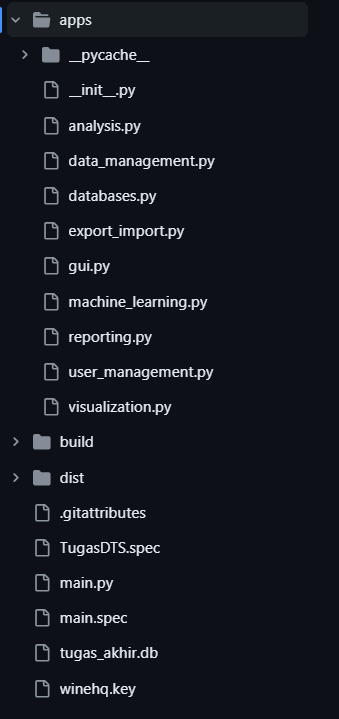 apps
__pycache__
__init__.py
analysis.py
data_management.py
databases.py
export_import.py
gui.py
machine_learning.py
reporting.py
user_management.py
visualization.py
build
dist
.gitattributes
TugasDTS.spec
main.py
main.spec
tugas_akhir.db
winehq.key